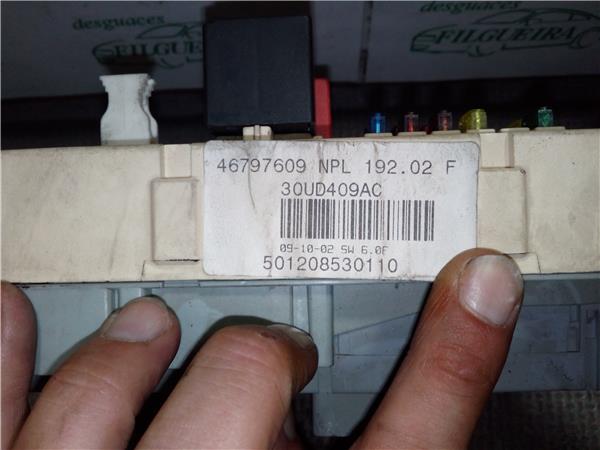 desguaces
FILGUEIRA
desguaces
FILGUEIRA
46797609 NPL 192.02 F
30UD409AC
09-10-02 SW 6.0F
501208530110